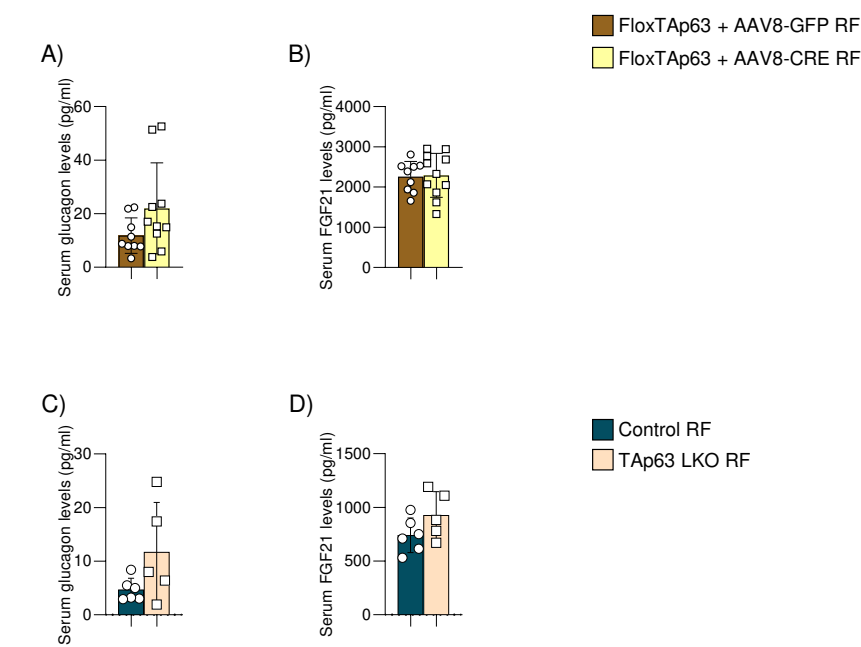 FloxTAp63 + AAV8-GFP RF
FloxTAp63 + AAV8-CRE RF
A)
Serum glucagon levels (pg/ml)
60
40
20
0
B)
Serum FGF21 levels (pg/ml)
4000
3000
2000
1000
0
C)
Serum glucagon levels (pg/ml)
30
20
10
0
D)
Serum FGF21 levels (pg/ml)
1500
1000
500
0
Control RF
TAp63 LKO RF